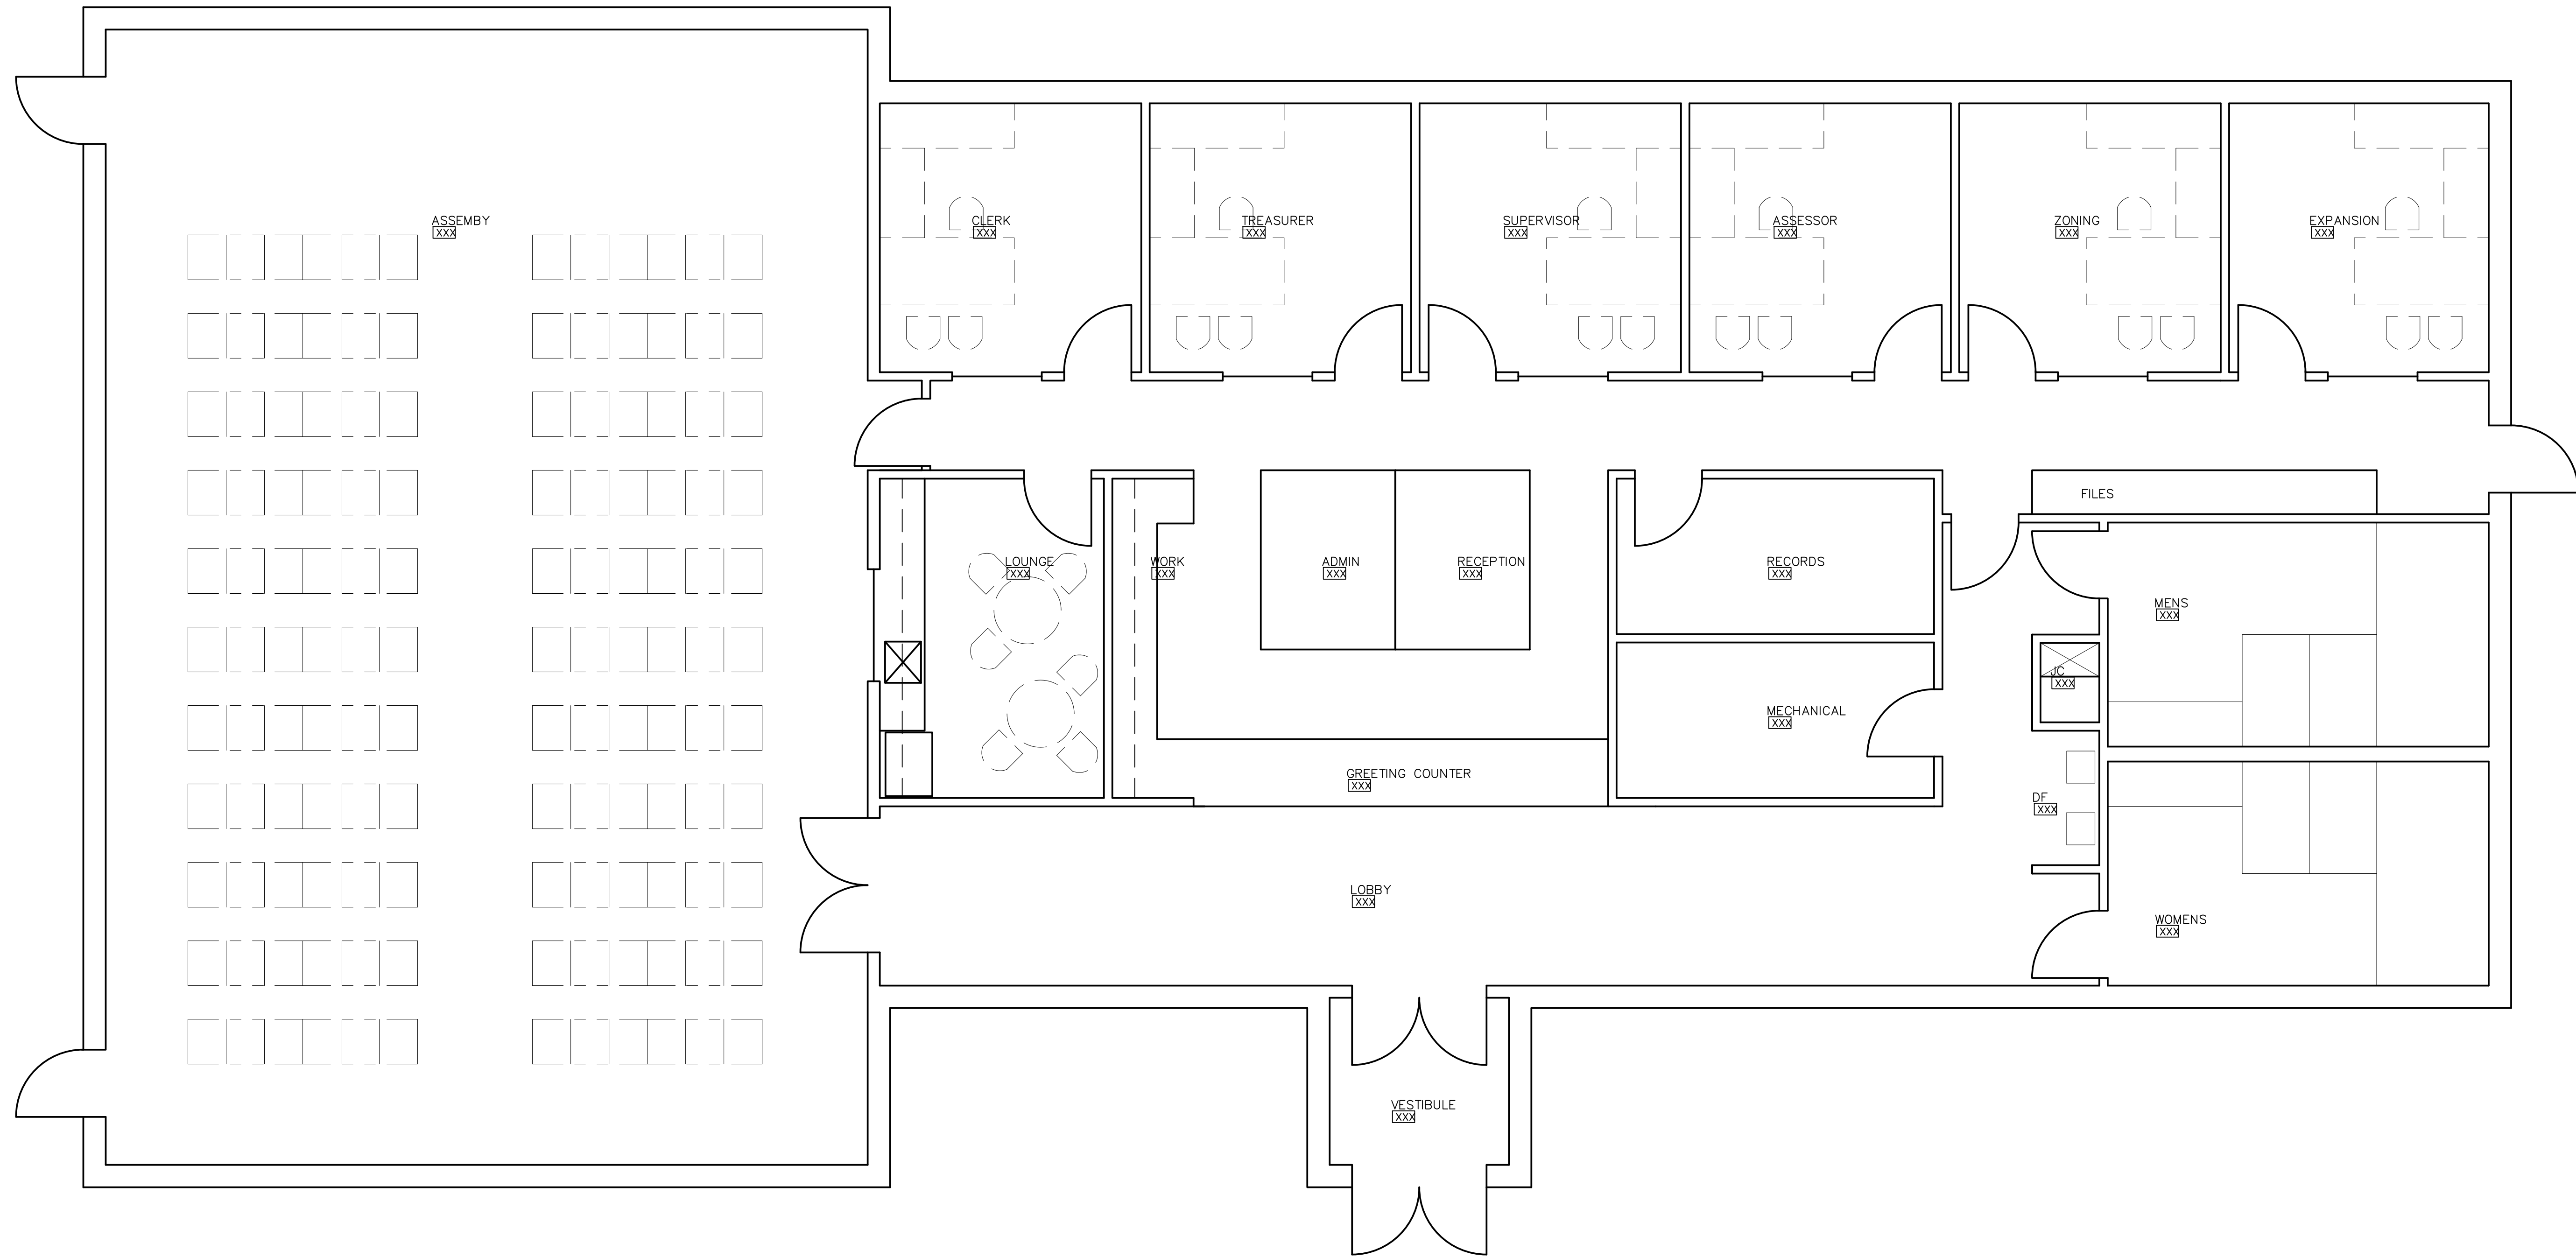 ASSEMBY
XXX
CLERK
XXX
TREASURER
XXX
SUPERVISOR
XXX
ASSESSOR
XXX
ZONING
XXX
EXPANSION
XXX
FILES
LOUNGE
XXX
WORK
XXX
ADMIN
XXX
RECEPTION
XXX
RECORDS
XXX
MENS
XXX
JC
XXX
MECHANICAL
XXX
GREETING COUNTER
XXX
DF
XXX
LOBBY
XXX
WOMENS
XXX
VESTIBULE
XXX